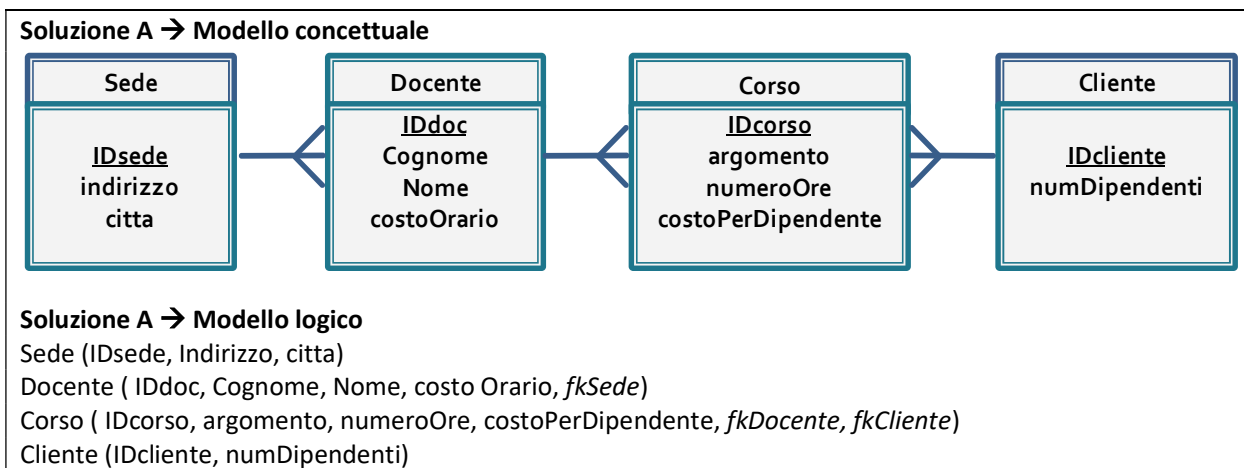 Soluzione A → Modello concettuale
Sede
Docente
Corso
Cliente
IDsede
indirizzo
citta
IDdoc
Cognome
Nome
costoOrario
IDcorso
argomento
numeroOre
costoPerDipendente
IDcliente
numDipendenti
Soluzione A → Modello logico
Sede (IDsede, Indirizzo, citta)
Docente ( IDdoc, Cognome, Nome, costo Orario, fkSede)
Corso ( IDcorso, argomento, numeroOre, costoPerDipendente, fkDocente, fkCliente)
Cliente (IDcliente, numDipendenti)